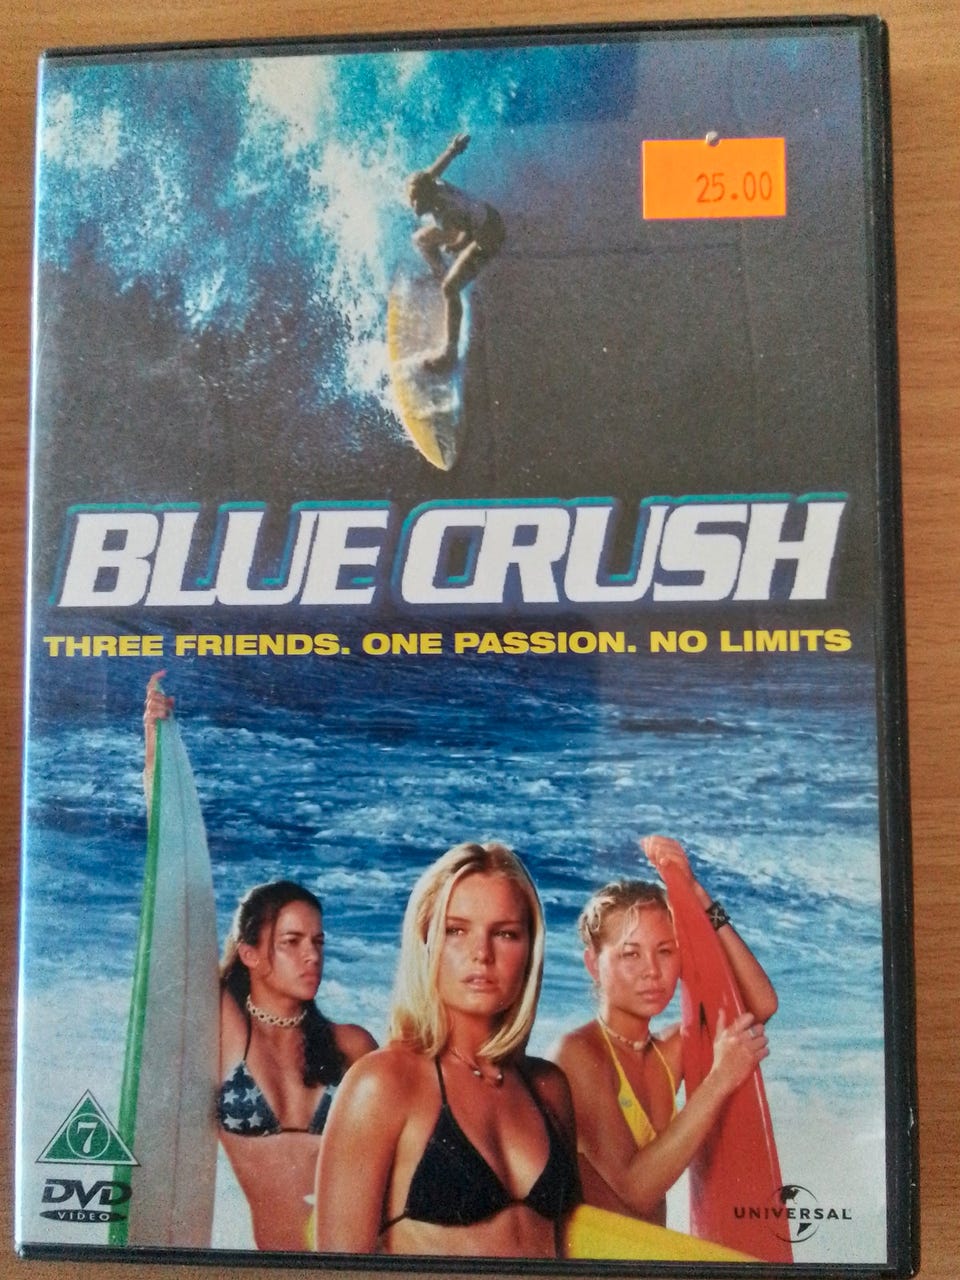 25.00
BLUE CRUSH
THREE FRIENDS. ONE PASSION. NO LIMITS
7
DVD
VIDEO
UNIVERSAL